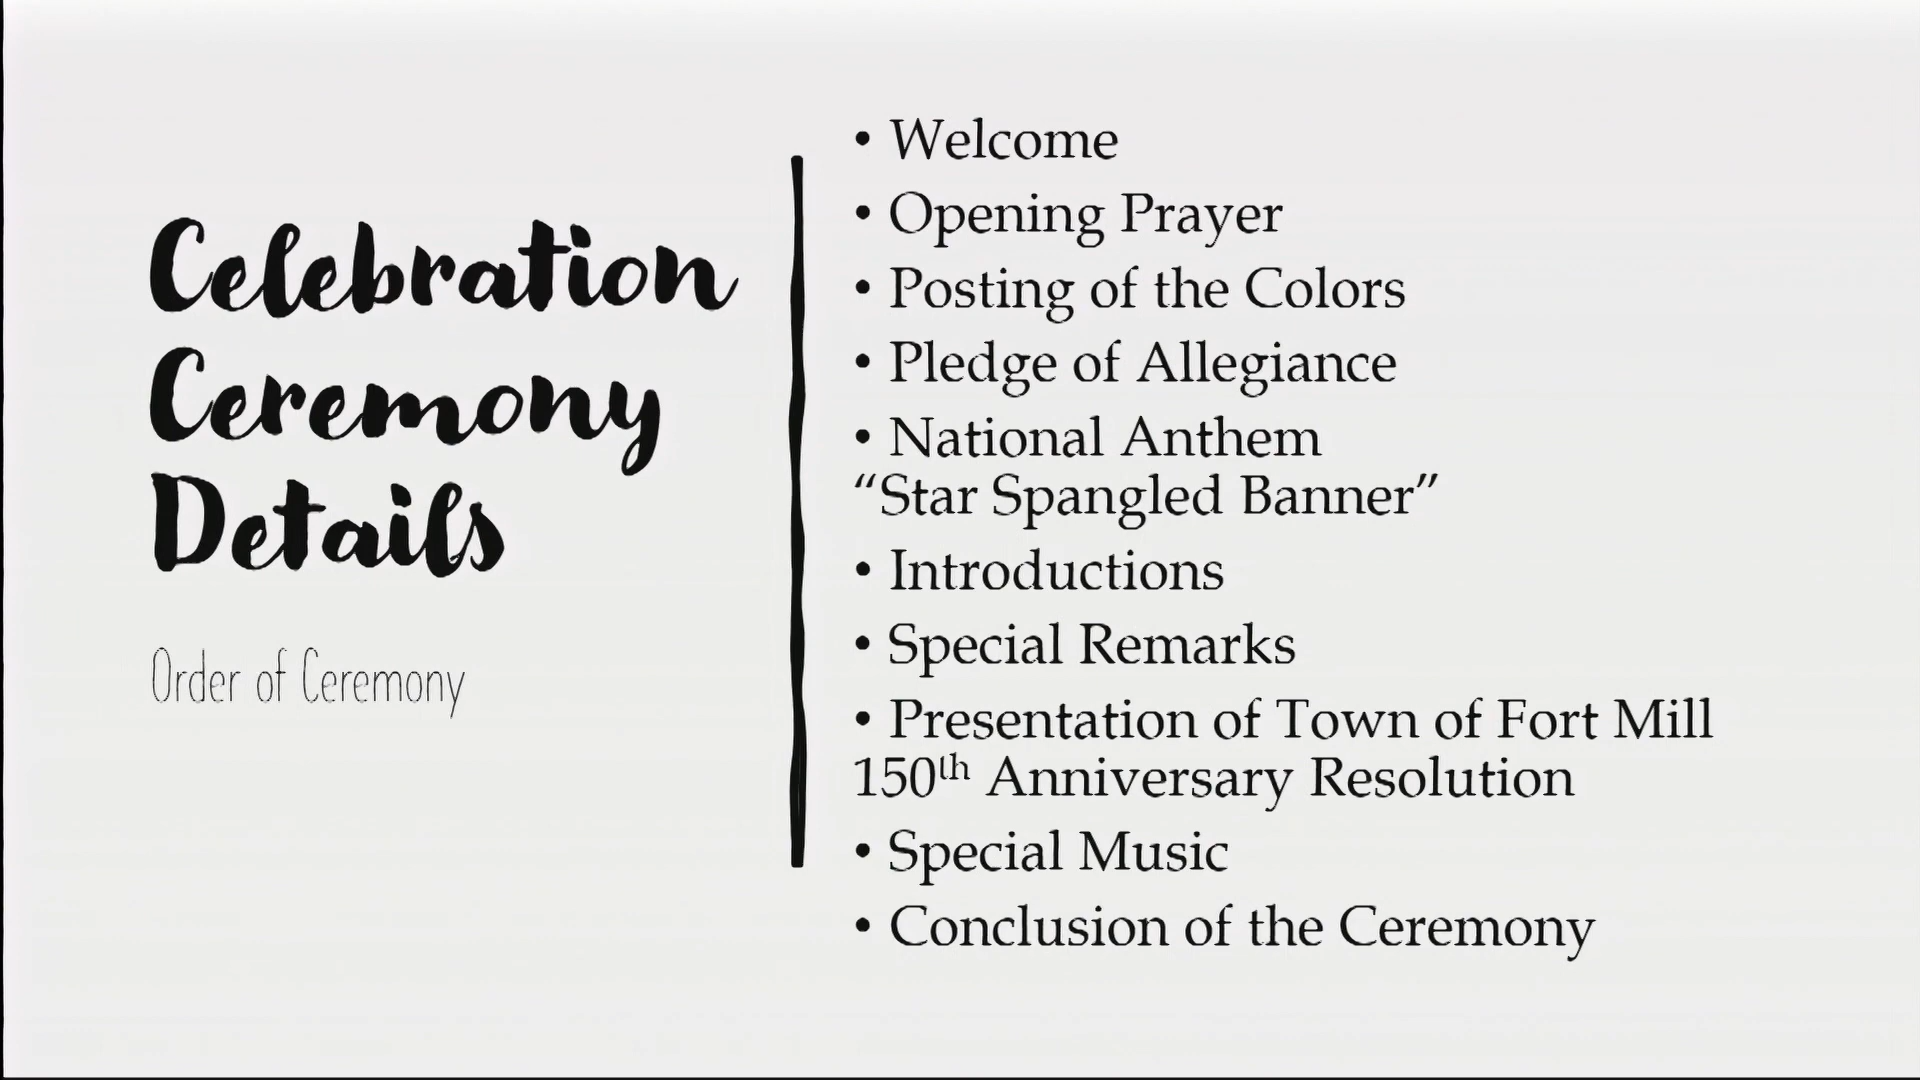 Celebration
Ceremony
Details
Order of Ceremony
• Welcome
• Opening Prayer
• Posting of the Colors
• Pledge of Allegiance
• National Anthem
“Star Spangled Banner”
• Introductions
• Special Remarks
• Presentation of Town of Fort Mill
150th Anniversary Resolution
• Special Music
• Conclusion of the Ceremony